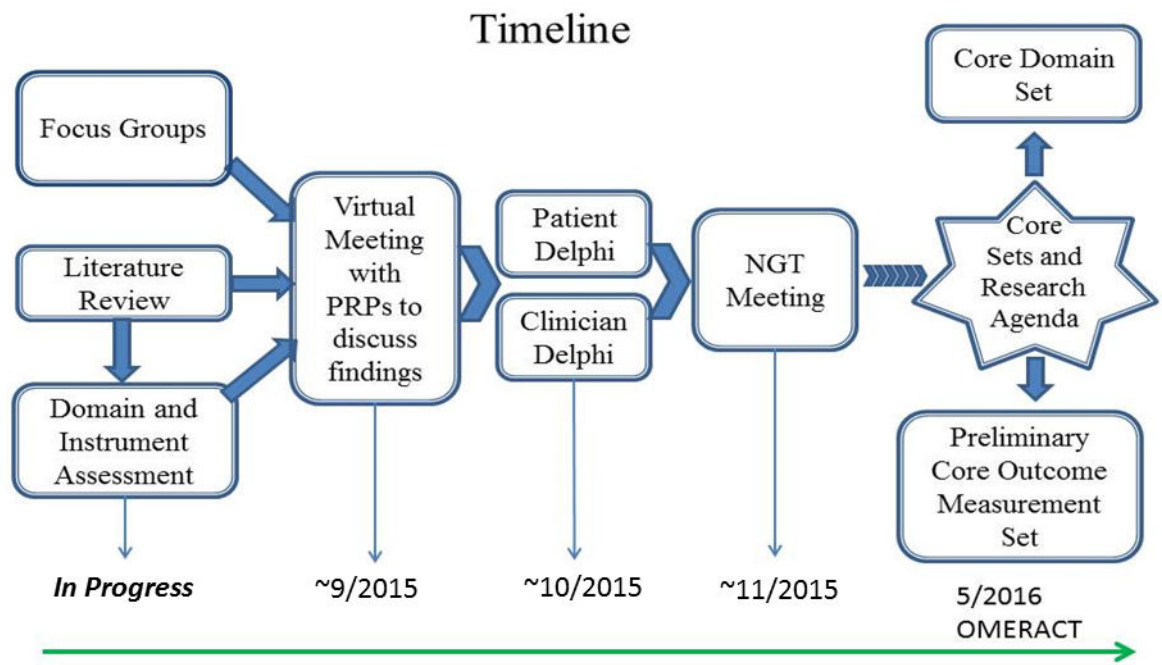 Timeline
Focus Groups
Literature
Review
Domain and
Instrument
Assessment
Virtual
Meeting
with
PRPs to
discuss
findings
Patient
Delphi
Clinician
Delphi
NGT
Meeting
Core Domain
Set
Core
Sets and
Research
Agenda
Preliminary
Core Outcome
Measurement
Set
In Progress
~9/2015
~10/2015
~11/2015
5/2016
OMERACT